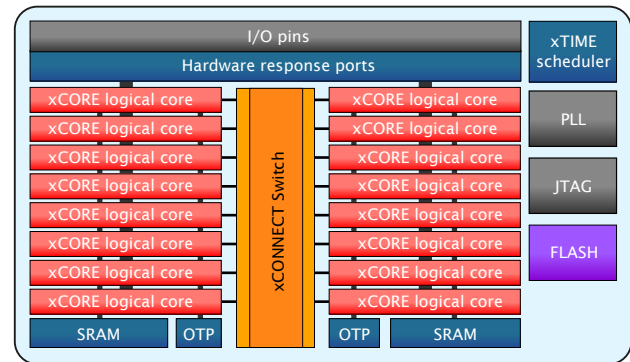 I/O pins
Hardware response ports
xTIME
scheduler
xCORE logical core
xCORE logical core
xCORE logical core
xCORE logical core
xCORE logical core
xCORE logical core
xCORE logical core
xCORE logical core
xCONNECT Switch
xCORE logical core
xCORE logical core
xCORE logical core
xCORE logical core
xCORE logical core
xCORE logical core
xCORE logical core
xCORE logical core
PLL
JTAG
FLASH
SRAM
OTP
OTP
SRAM